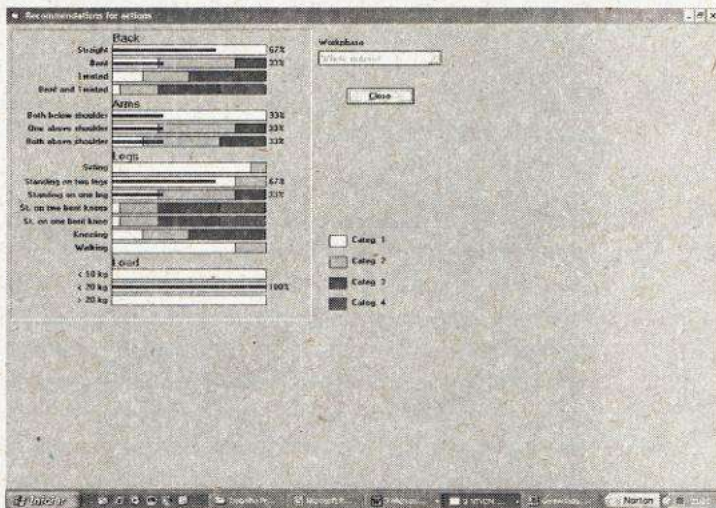 Recommendations for actions
Back
Straight 67%
Bent 33%
Twisted
Bent and Twisted
Arms
Both below shoulder 33%
One above shoulder 33%
Both above shoulder 33%
Legs
Sitting
Standing on two legs 67%
Standing on one leg 33%
St. on two bent knees
St. on one bent knee
Kneeling
Walking
Load
< 10 kg
< 20 kg 100%
> 20 kg
Workphase
Close
Categ. 1
Categ. 2
Categ. 3
Categ. 4
Iniciar
Norton